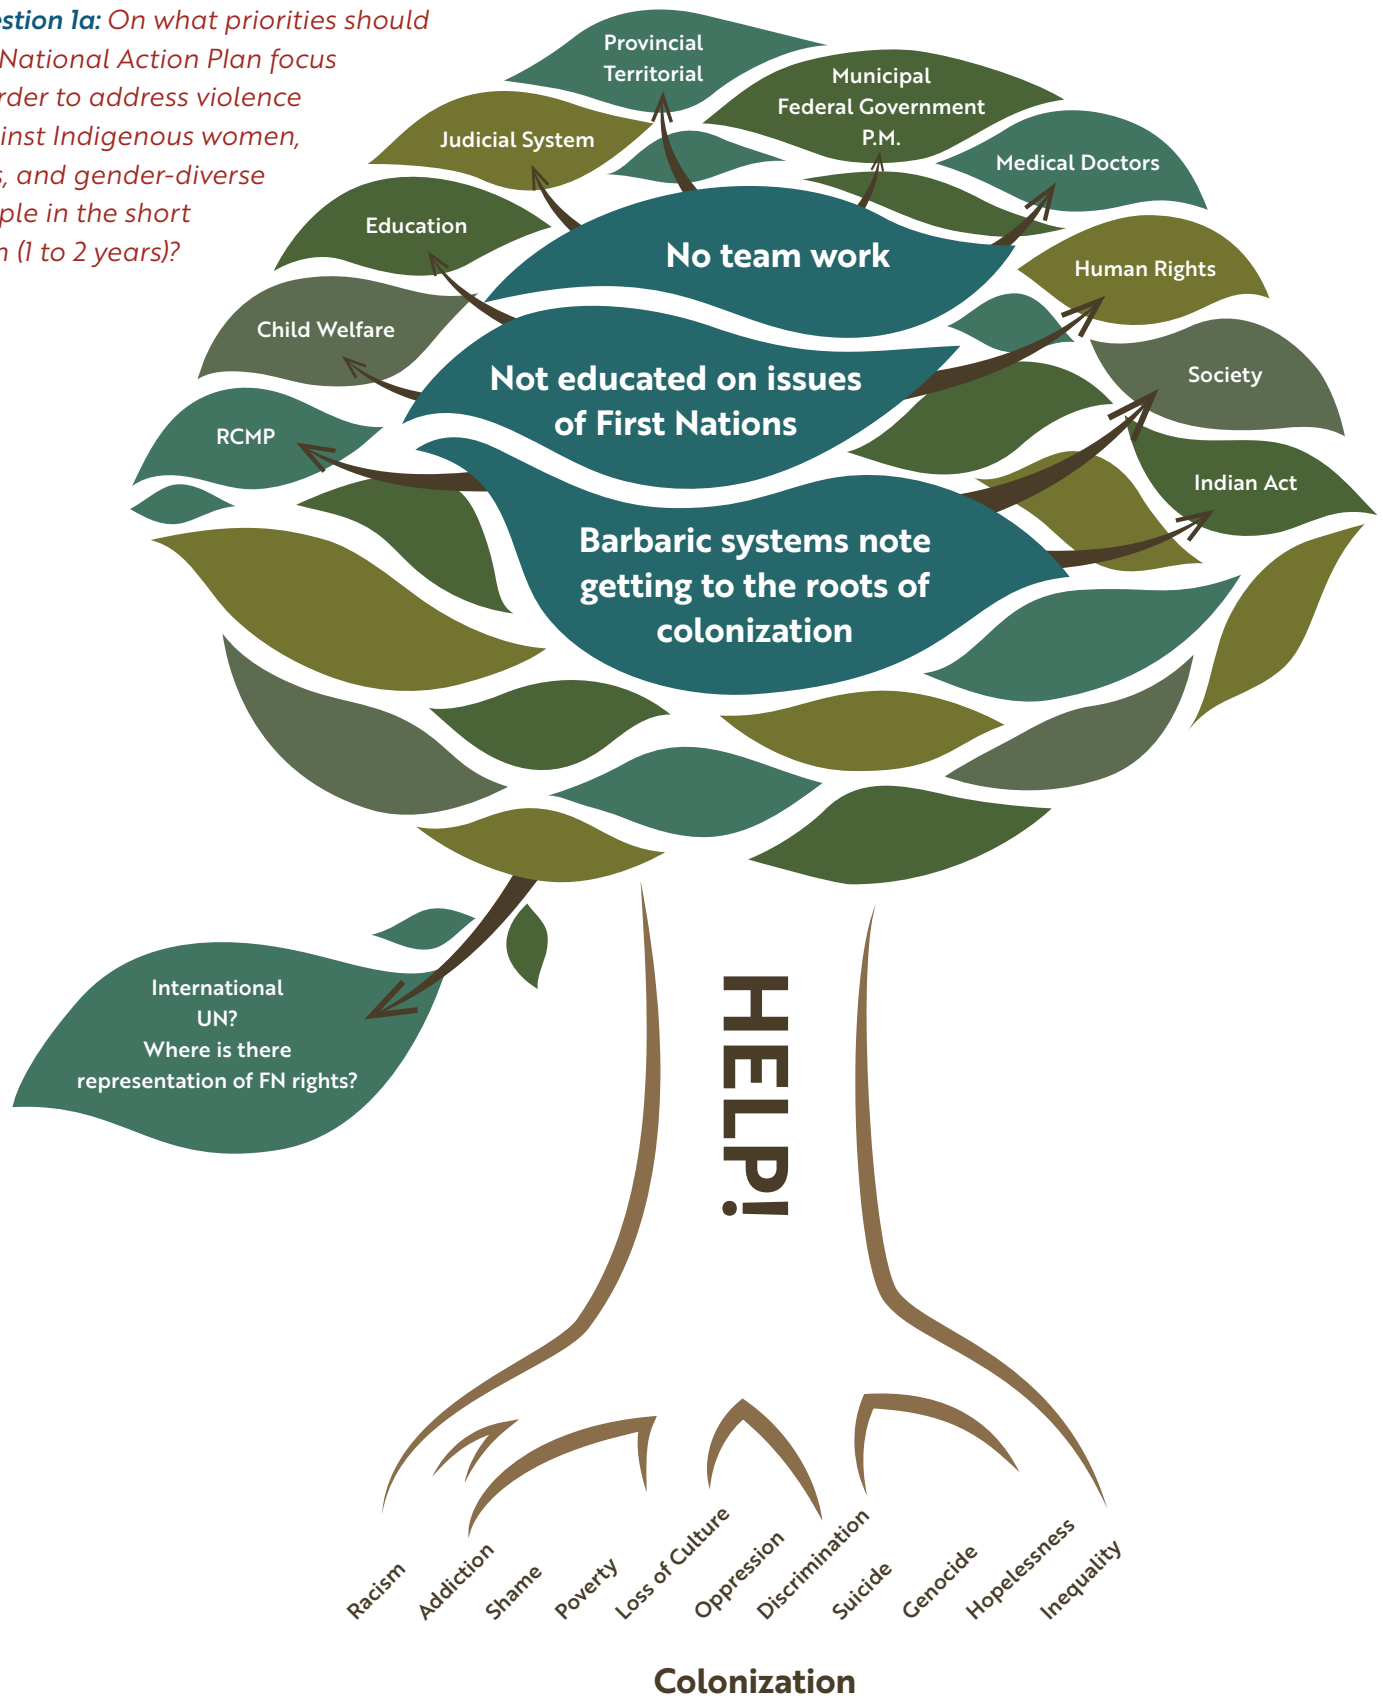 estion 1a: On what priorities should
National Action Plan focus
rder to address violence
inst Indigenous women,
s, and gender-diverse
ple in the short
n (1 to 2 years)?
Provincial
Territorial
Municipal
Federal Government
P.M.
Judicial System
Medical Doctors
Education
No team work
Human Rights
Child Welfare
Not educated on issues
of First Nations
Society
RCMP
Indian Act
Barbaric systems note
getting to the roots of
colonization
International
UN?
Where is there
representation of FN rights?
HELP!
Racism
Addiction
Shame
Poverty
Loss of Culture
Oppression
Discrimination
Suicide
Genocide
Hopelessness
Inequality
Colonization